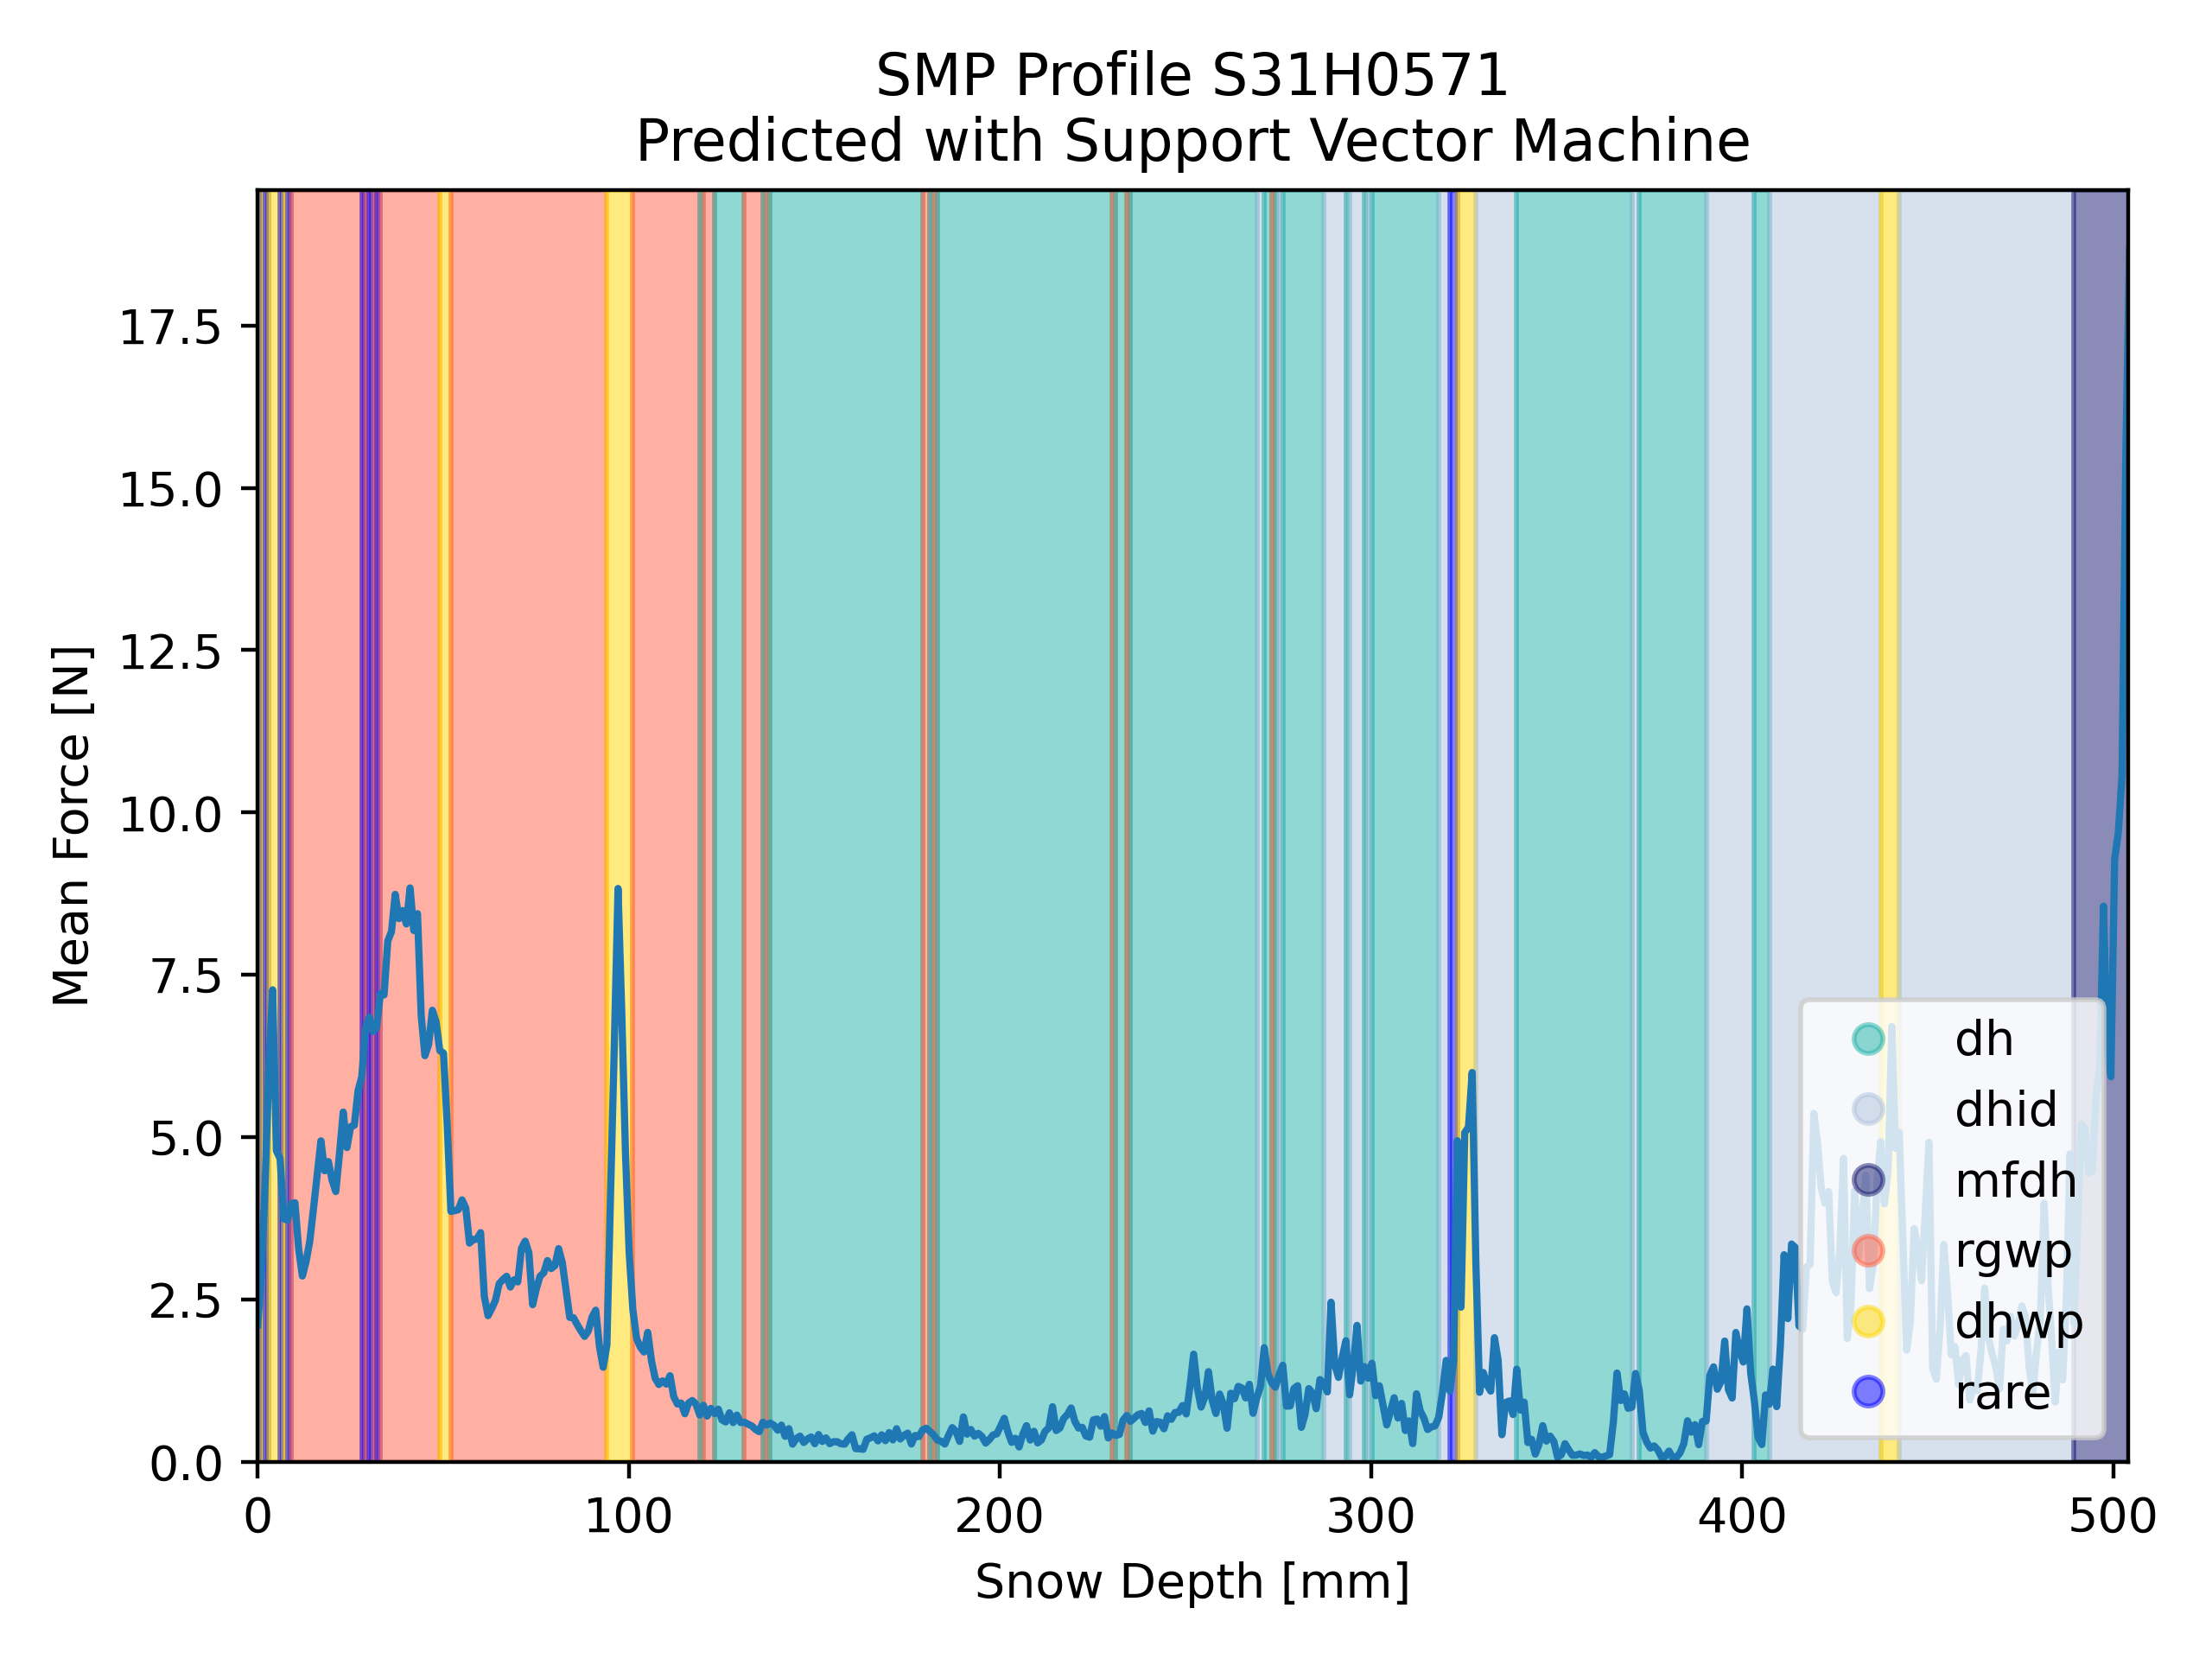 SMP Profile S31H0571
Predicted with Support Vector Machine
Mean Force [N]
17.5
15.0
12.5
10.0
7.5
5.0
2.5
0.0
dh
dhid
mfdh
rgwp
dhwp
rare
0 100 200 300 400 500
Snow Depth [mm]